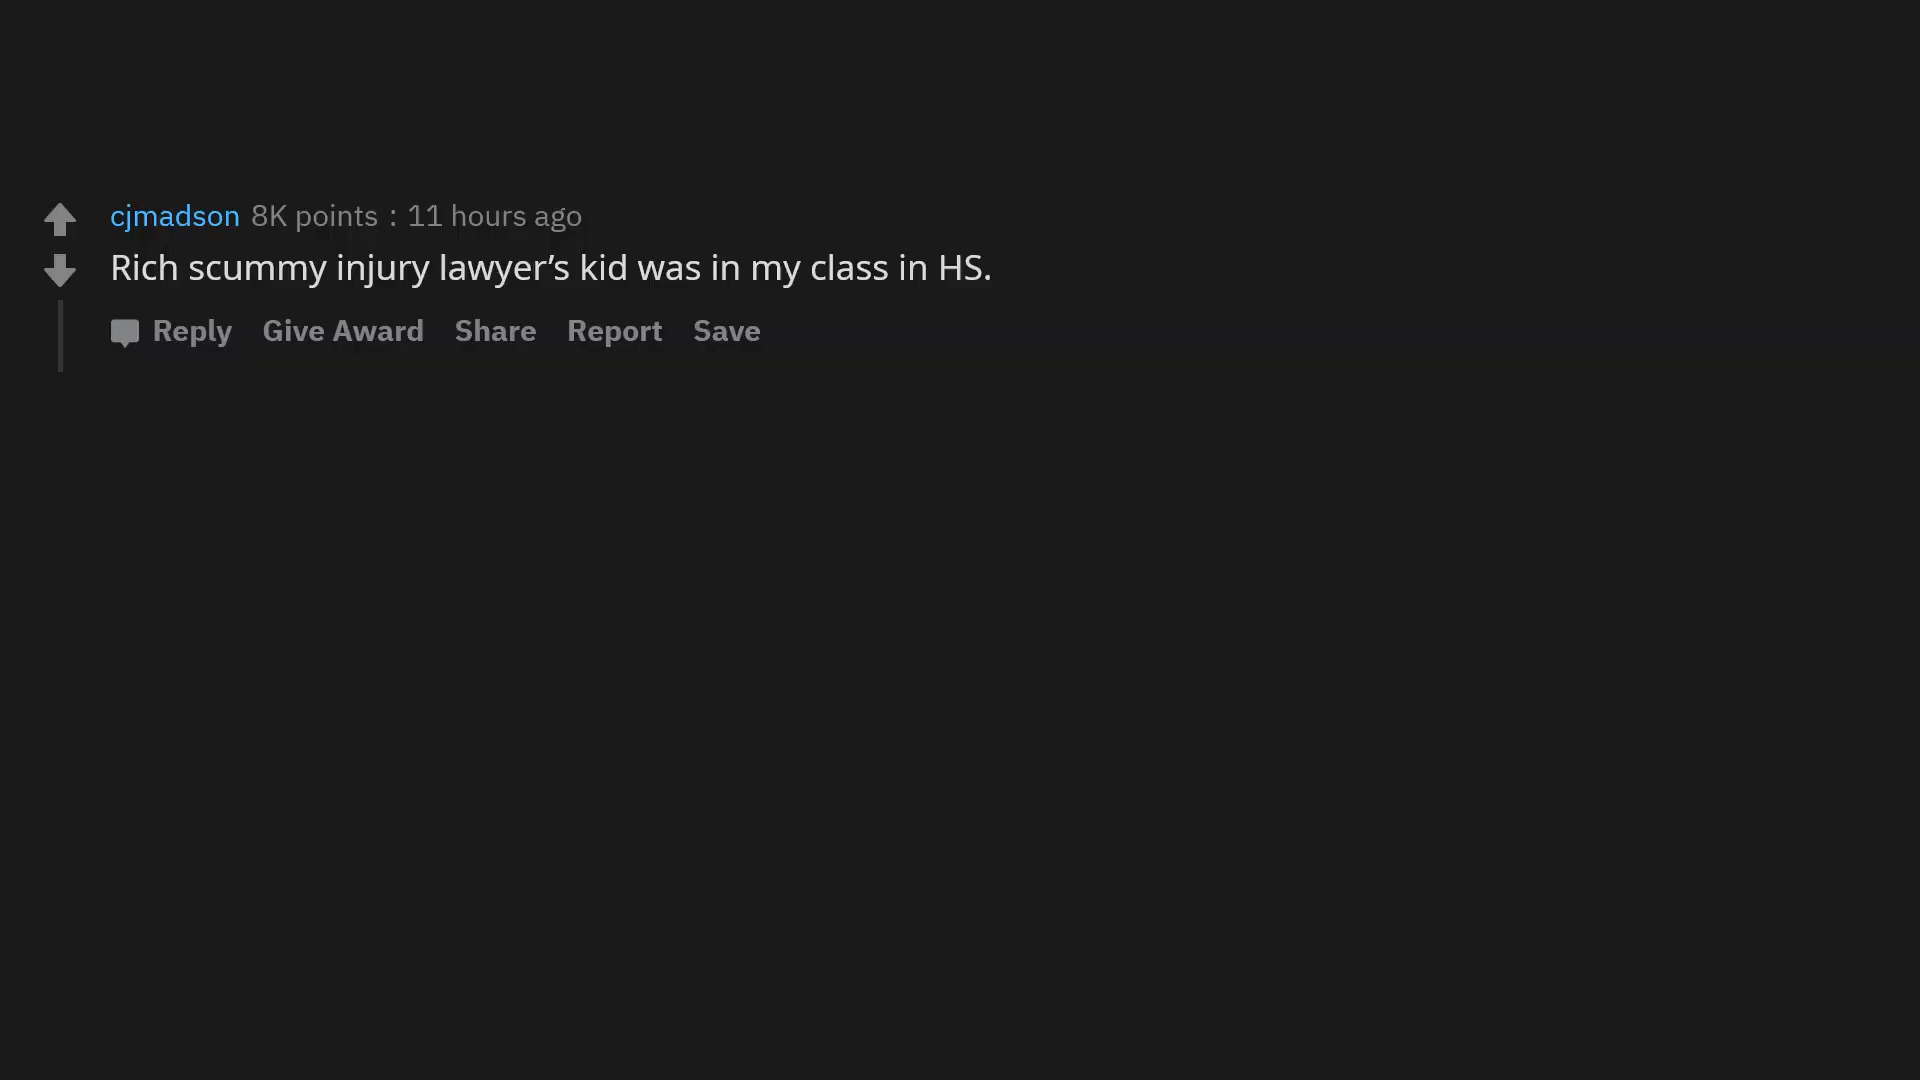 cjmadson 8K points : 11 hours ago
Rich scummy injury lawyer’s kid was in my class in HS.
Reply Give Award Share Report Save